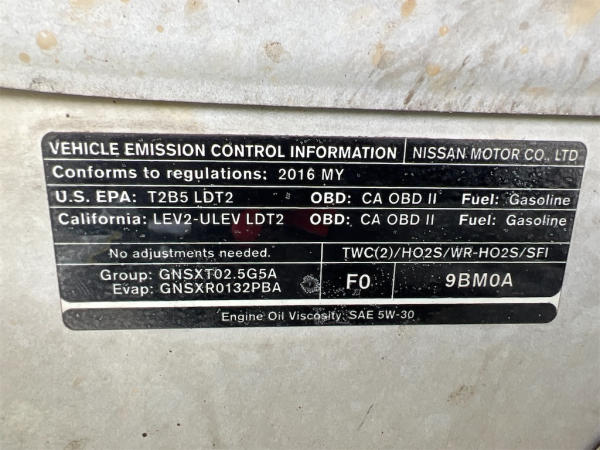 VEHICLE EMISSION CONTROL INFORMATION NISSAN MOTOR CO., LTD
Conforms to regulations: 2016 MY
U.S. EPA: T2B5 LDT2 OBD: CA OBD II Fuel: Gasoline
California: LEV2-ULEV LDT2 OBD: CA OBD II Fuel: Gasoline
No adjustments needed. TWC(2)/HO2S/WR-HO2S/SFI
Group: GNSXT02.5G5A
Evap: GNSXR0132PBA
F0 9BM0A
Engine Oil Viscosity: SAE 5W-30